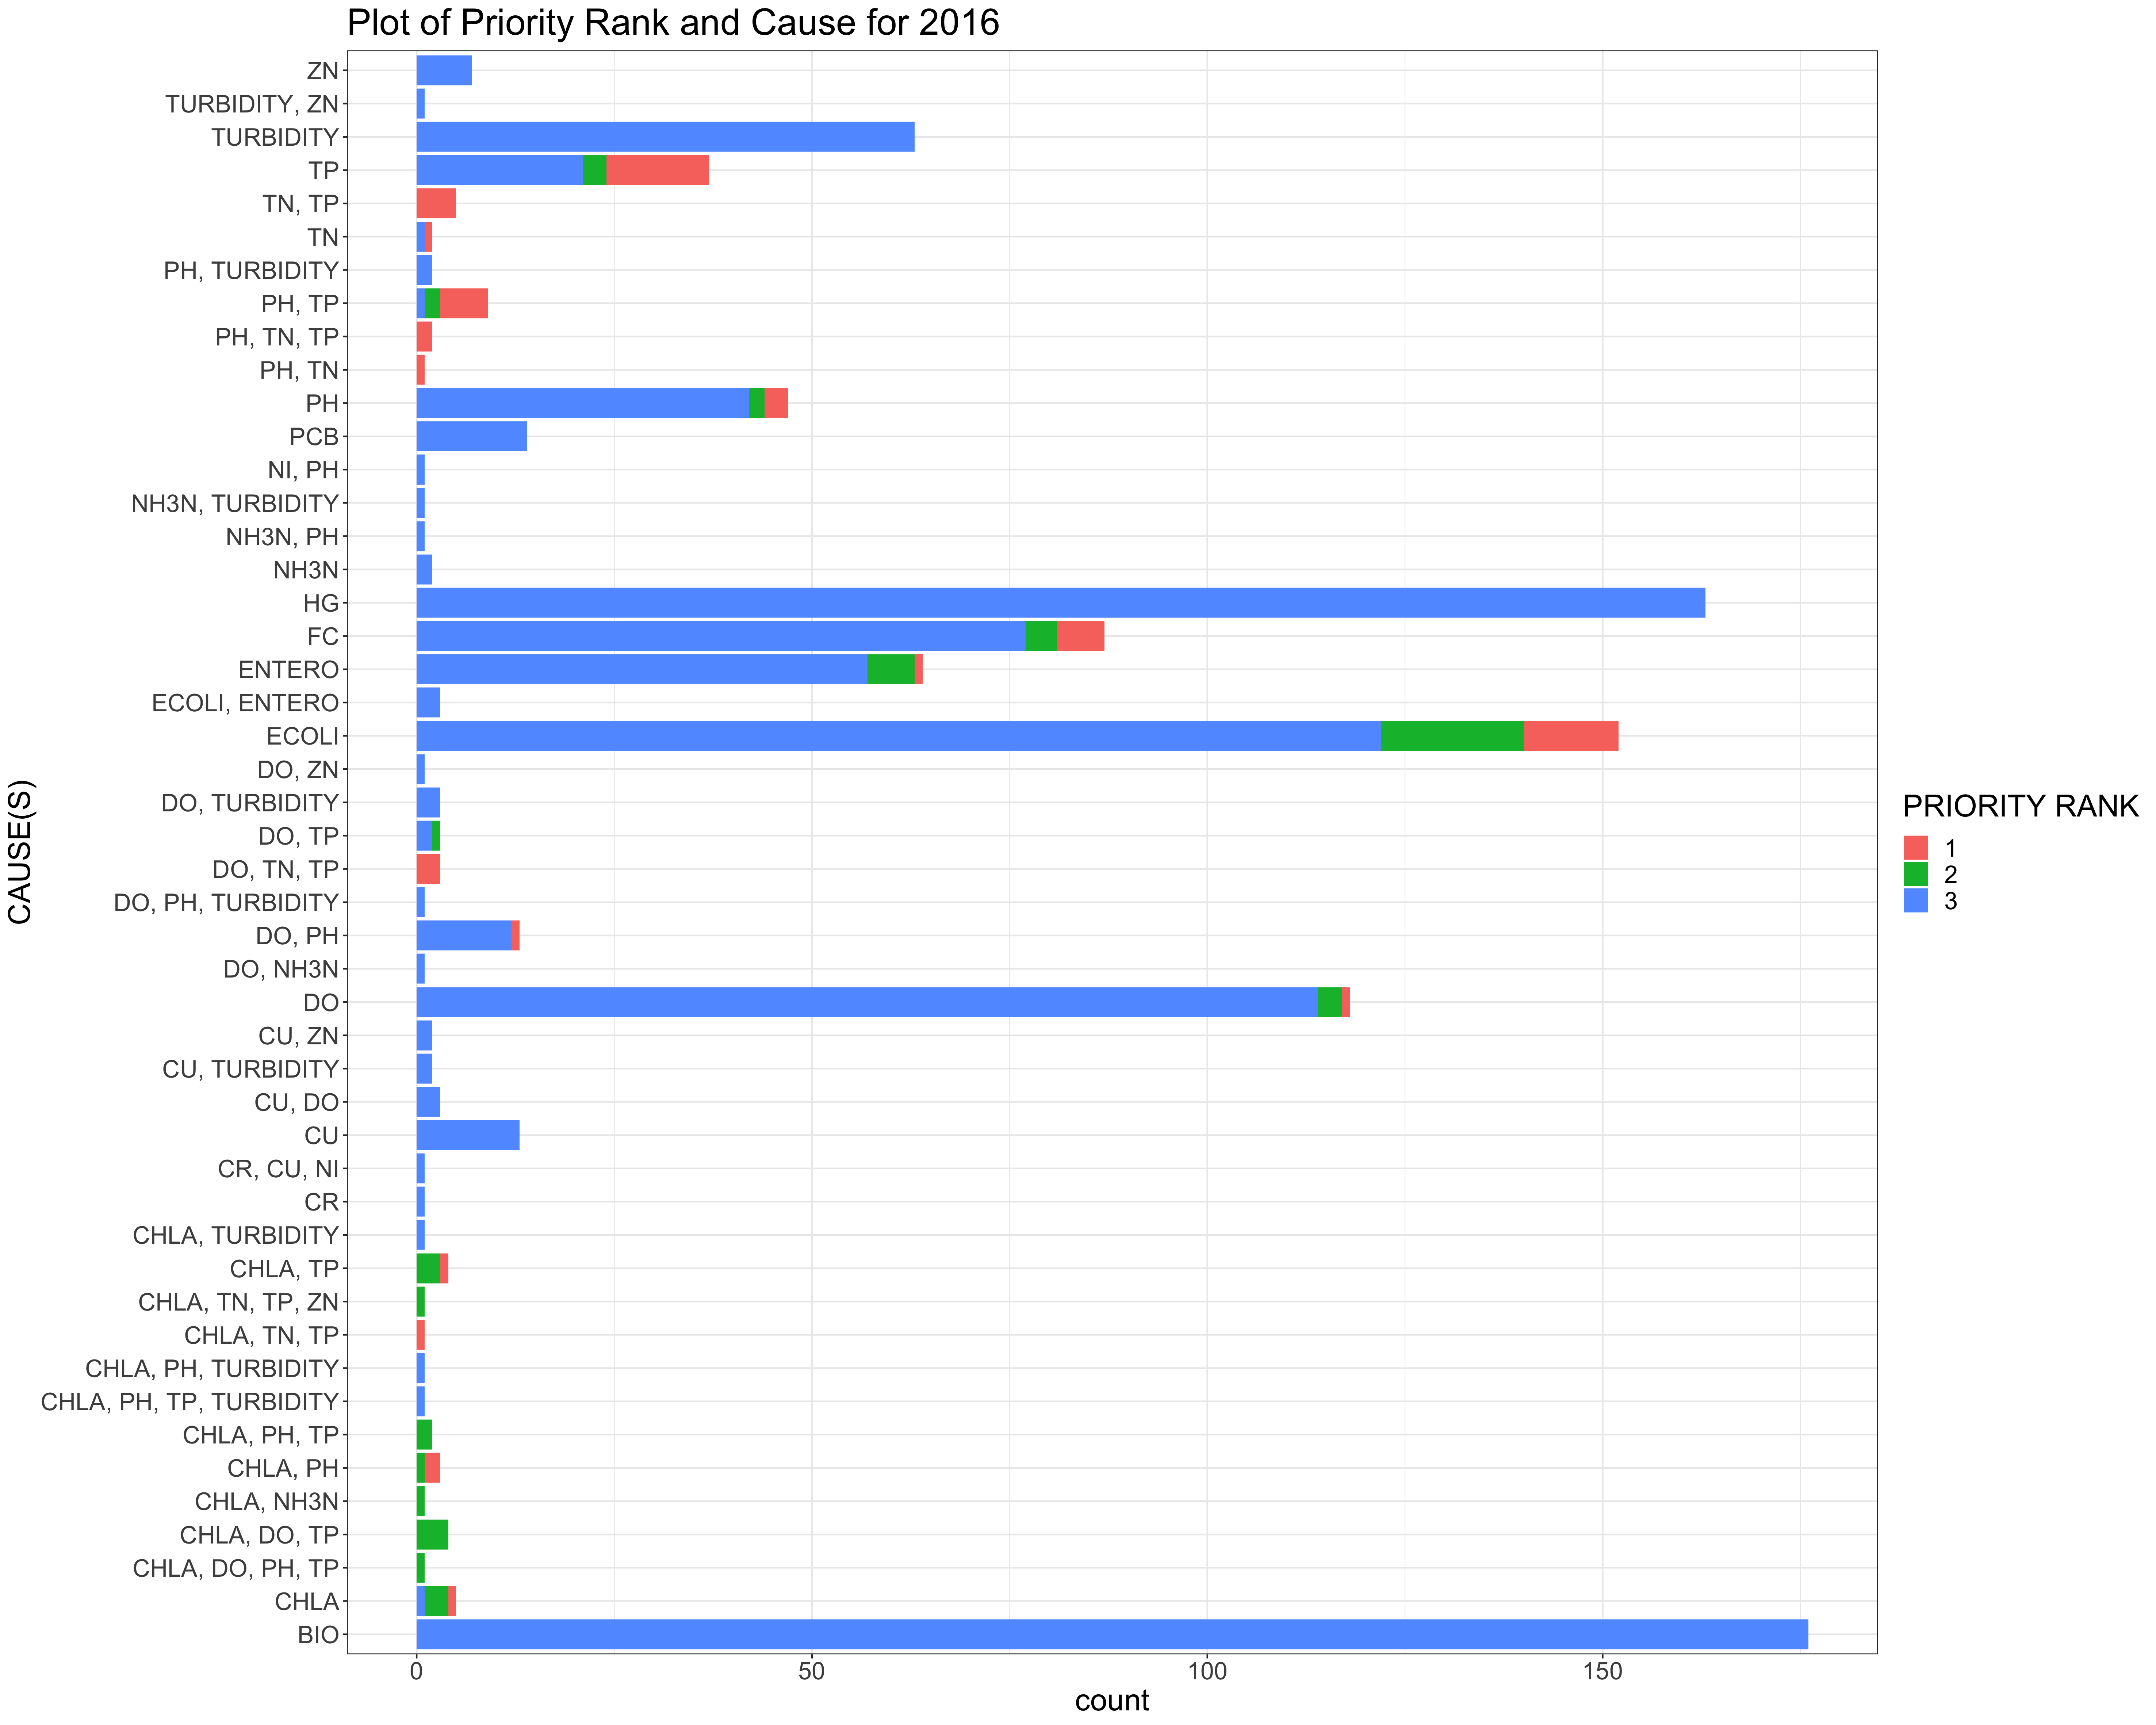 Plot of Priority Rank and Cause for 2016
ZN
TURBIDITY, ZN
TURBIDITY
TP
TN, TP
TN
PH, TURBIDITY
PH, TP
PH, TN, TP
PH, TN
PH
PCB
NI, PH
NH3N, TURBIDITY
NH3N, PH
NH3N
HG
FC
ENTERO
ECOLI, ENTERO
ECOLI
DO, ZN
DO, TURBIDITY
DO, TP
DO, TN, TP
DO, PH, TURBIDITY
DO, PH
DO, NH3N
DO
CU, ZN
CU, TURBIDITY
CU, DO
CU
CR, CU, NI
CR
CHLA, TURBIDITY
CHLA, TP
CHLA, TN, TP, ZN
CHLA, TN, TP
CHLA, PH, TURBIDITY
CHLA, PH, TP, TURBIDITY
CHLA, PH, TP
CHLA, PH
CHLA, NH3N
CHLA, DO, TP
CHLA, DO, PH, TP
CHLA
BIO
CAUSE(S)
0 50 100 150
count
PRIORITY RANK
1
2
3